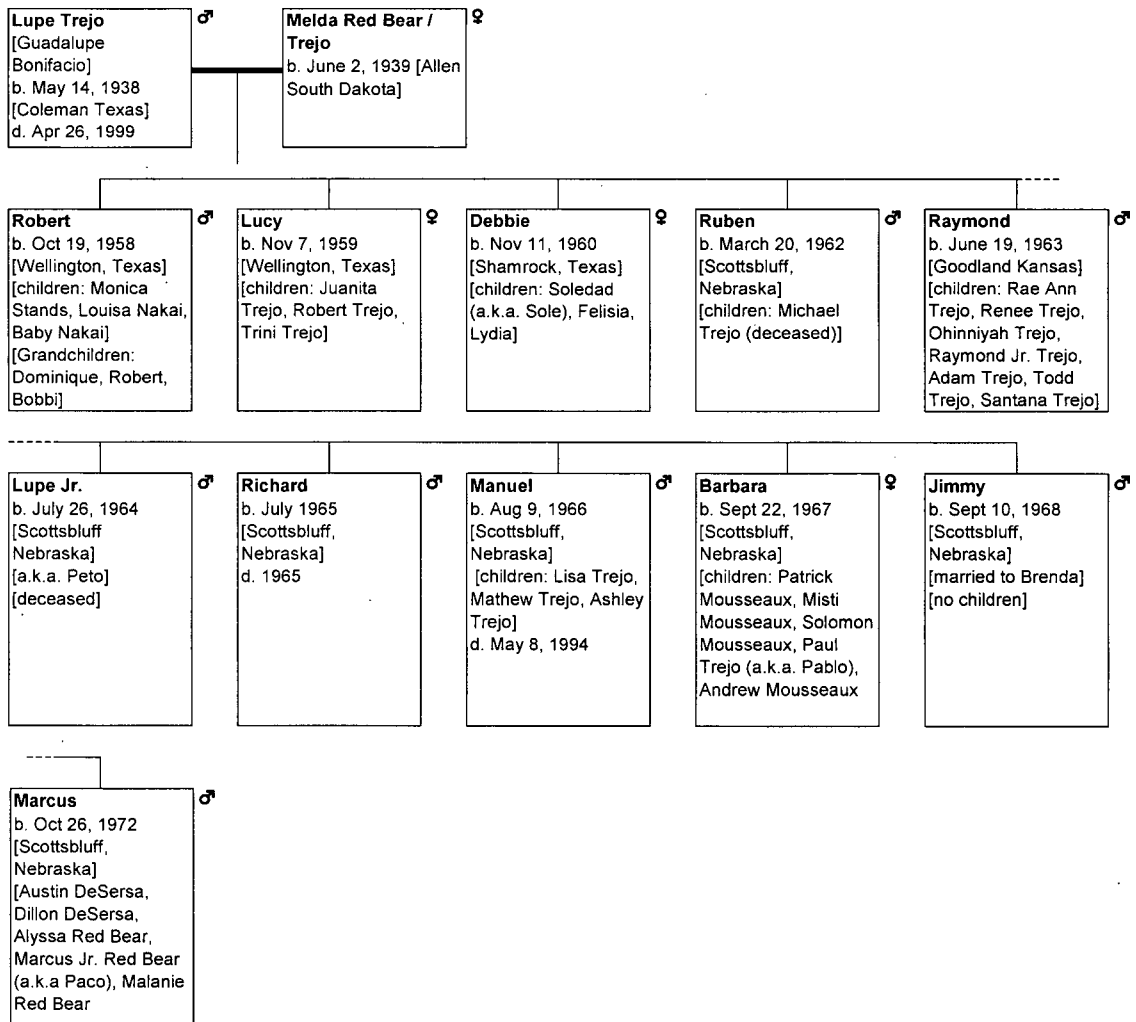 Lupe Trejo ♂
[Guadalupe
Bonifacio]
b. May 14, 1938
[Coleman Texas]
d. Apr 26, 1999
Melda Red Bear / ♀
Trejo
b. June 2, 1939 [Allen
South Dakota]
Robert ♂
b. Oct 19, 1958
[Wellington, Texas]
[children: Monica
Stands, Louisa Nakai,
Baby Nakai]
[Grandchildren:
Dominique, Robert,
Bobbi]
Lucy ♀
b. Nov 7, 1959
[Wellington, Texas]
[children: Juanita
Trejo, Robert Trejo,
Trini Trejo]
Debbie ♀
b. Nov 11, 1960
[Shamrock, Texas]
[children: Soledad
(a.k.a. Sole), Felisia,
Lydia]
Ruben ♂
b. March 20, 1962
[Scottsbluff,
Nebraska]
[children: Michael
Trejo (deceased)]
Raymond ♂
b. June 19, 1963
[Goodland Kansas]
[children: Rae Ann
Trejo, Renee Trejo,
Ohinniyah Trejo,
Raymond Jr. Trejo,
Adam Trejo, Todd
Trejo, Santana Trejo]
Lupe Jr. ♂
b. July 26, 1964
[Scottsbluff
Nebraska]
[a.k.a. Peto]
[deceased]
Richard ♂
b. July 1965
[Scottsbluff,
Nebraska]
d. 1965
Manuel ♂
b. Aug 9, 1966
[Scottsbluff,
Nebraska]
[children: Lisa Trejo,
Mathew Trejo, Ashley
Trejo]
d. May 8, 1994
Barbara ♀
b. Sept 22, 1967
[Scottsbluff,
Nebraska]
[children: Patrick
Mousseaux, Misti
Mousseaux, Solomon
Mousseaux, Paul
Trejo (a.k.a. Pablo),
Andrew Mousseaux
Jimmy ♂
b. Sept 10, 1968
[Scottsbluff,
Nebraska]
[married to Brenda]
[no children]
Marcus ♂
b. Oct 26, 1972
[Scottsbluff,
Nebraska]
[Austin DeSersa,
Dillon DeSersa,
Alyssa Red Bear,
Marcus Jr. Red Bear
(a.k.a Paco), Malanie
Red Bear